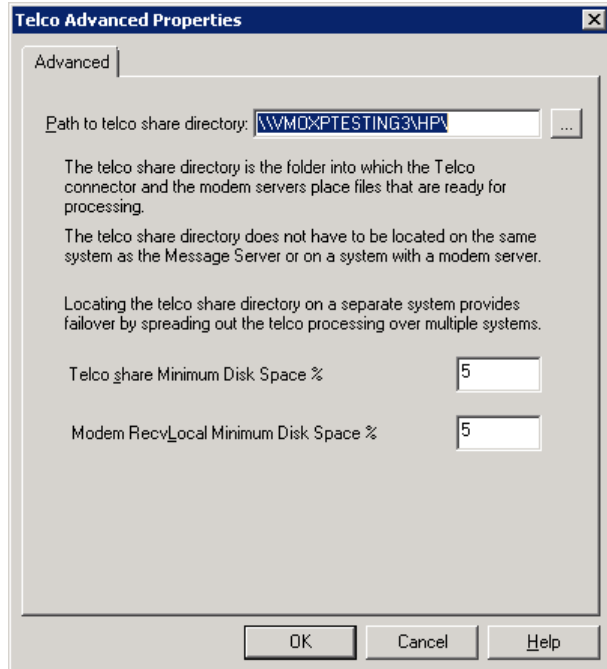 Telco Advanced Properties
Advanced
Path to telco share directory: \\VMOXPTESTING3\HP\ ...
The telco share directory is the folder into which the Telco
connector and the modem servers place files that are ready for
processing.
The telco share directory does not have to be located on the same
system as the Message Server or on a system with a modem server.
Locating the telco share directory on a separate system provides
failover by spreading out the telco processing over multiple systems.
Telco share Minimum Disk Space % 5
Modem RecvLocal Minimum Disk Space % 5
OK Cancel Help